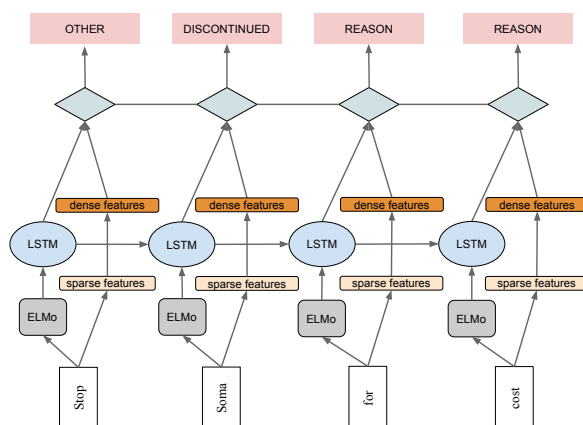 OTHER DISCONTINUED REASON REASON
dense features dense features dense features dense features
LSTM LSTM LSTM LSTM
sparse features sparse features sparse features sparse features
ELMo ELMo ELMo ELMo
Stop Soma for cost